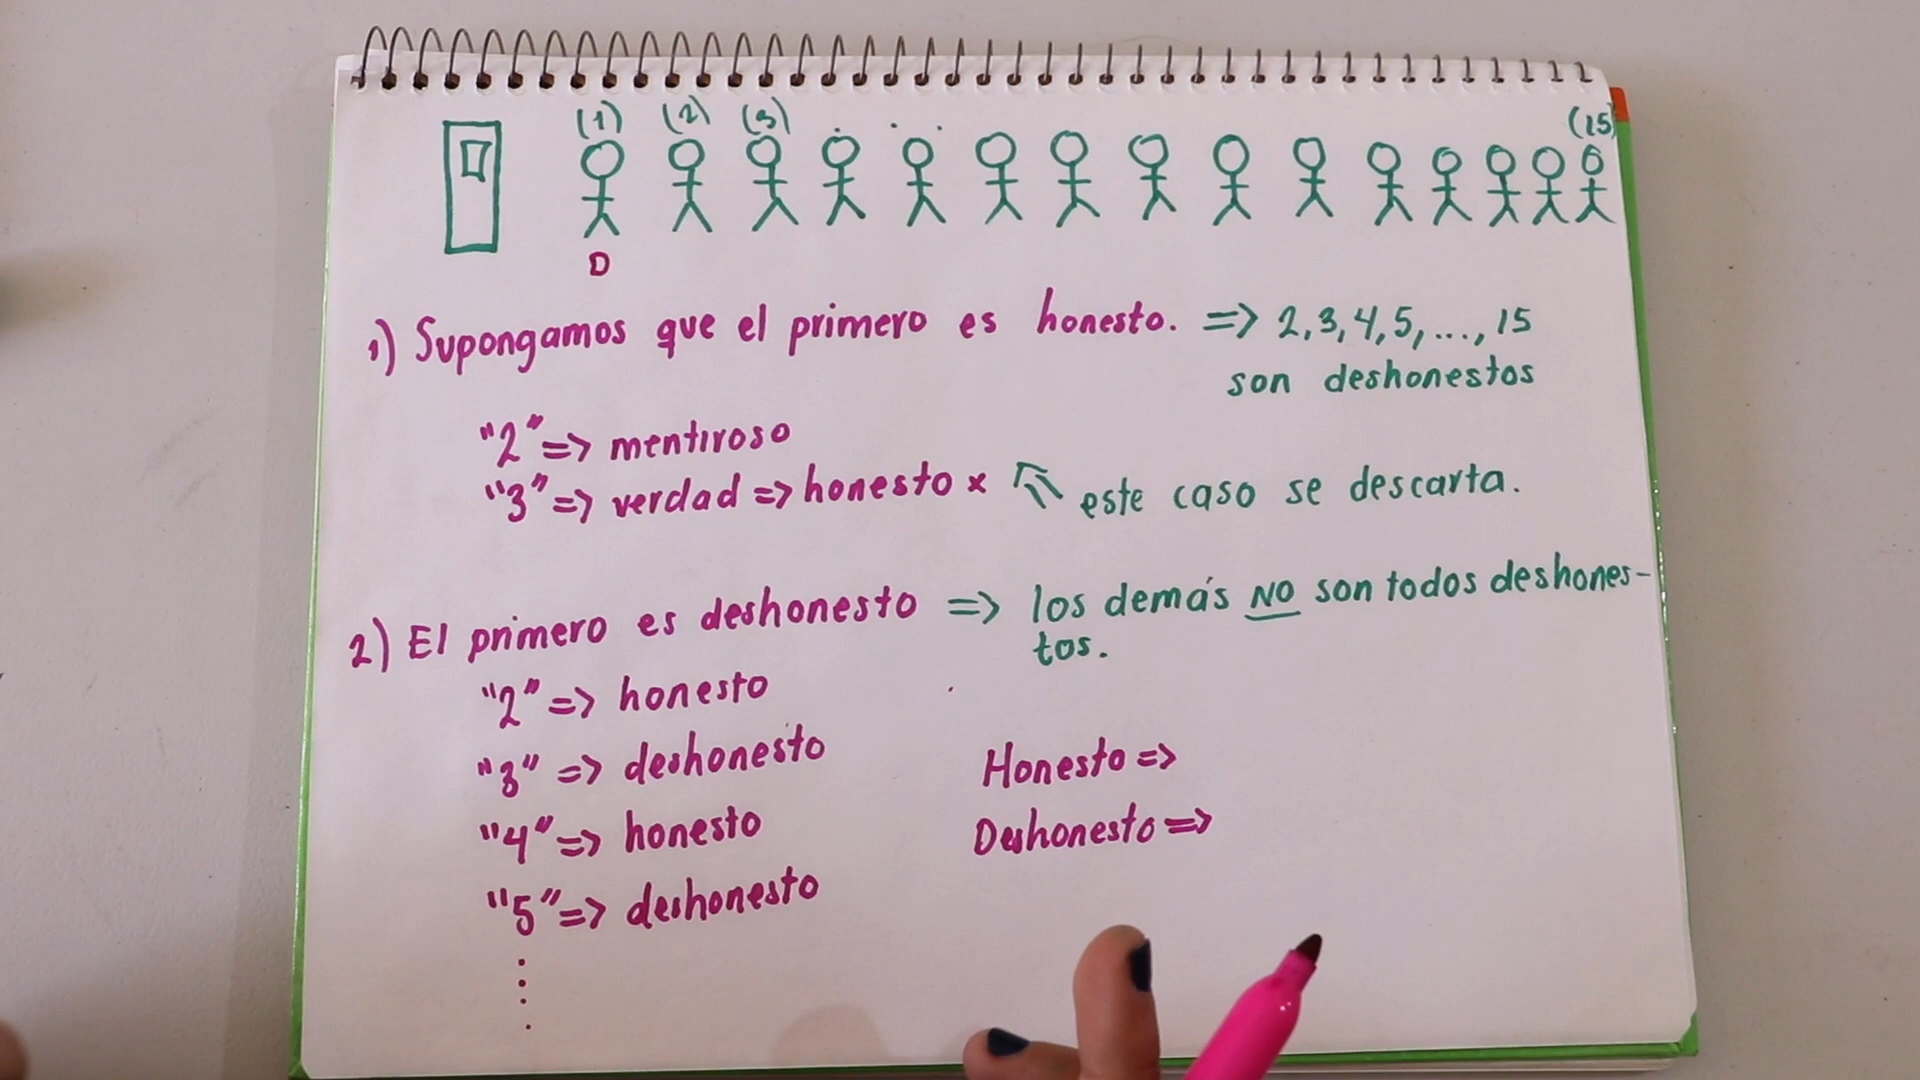 (1) (2) (3) . . . (15)
D
1) Supongamos que el primero es honesto. => 2,3,4,5,...,15
son deshonestos
"2" => mentiroso
"3" => verdad => honesto x este caso se descarta.
2) El primero es deshonesto => los demás NO son todos deshones-
tos.
"2" => honesto
"3" => deshonesto
"4" => honesto
"5" => deshonesto
Honesto =>
Deshonesto =>